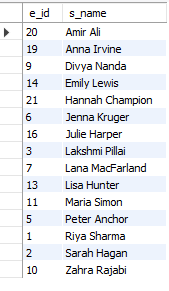 e_id s_name
20 Amir Ali
19 Anna Irvine
9 Divya Nanda
14 Emily Lewis
21 Hannah Champion
6 Jenna Kruger
16 Julie Harper
3 Lakshmi Pillai
7 Lana MacFarland
13 Lisa Hunter
11 Maria Simon
5 Peter Anchor
1 Riya Sharma
2 Sarah Hagan
10 Zahra Rajabi